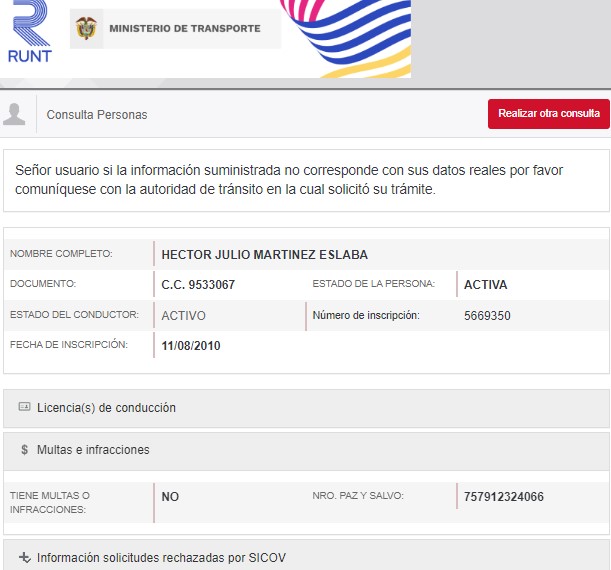 RUNT
MINISTERIO DE TRANSPORTE
Consulta Personas
Realizar otra consulta
Señor usuario si la información suministrada no corresponde con sus datos reales por favor
comuníquese con la autoridad de tránsito en la cual solicitó su trámite.
NOMBRE COMPLETO: HECTOR JULIO MARTINEZ ESLABA
DOCUMENTO: C.C. 9533067 ESTADO DE LA PERSONA: ACTIVA
ESTADO DEL CONDUCTOR: ACTIVO Número de inscripción: 5669350
FECHA DE INSCRIPCIÓN: 11/08/2010
Licencia(s) de conducción
$ Multas e infracciones
TIENE MULTAS O NO NRO. PAZ Y SALVO: 757912324066
INFRACCIONES:
Información solicitudes rechazadas por SICOV